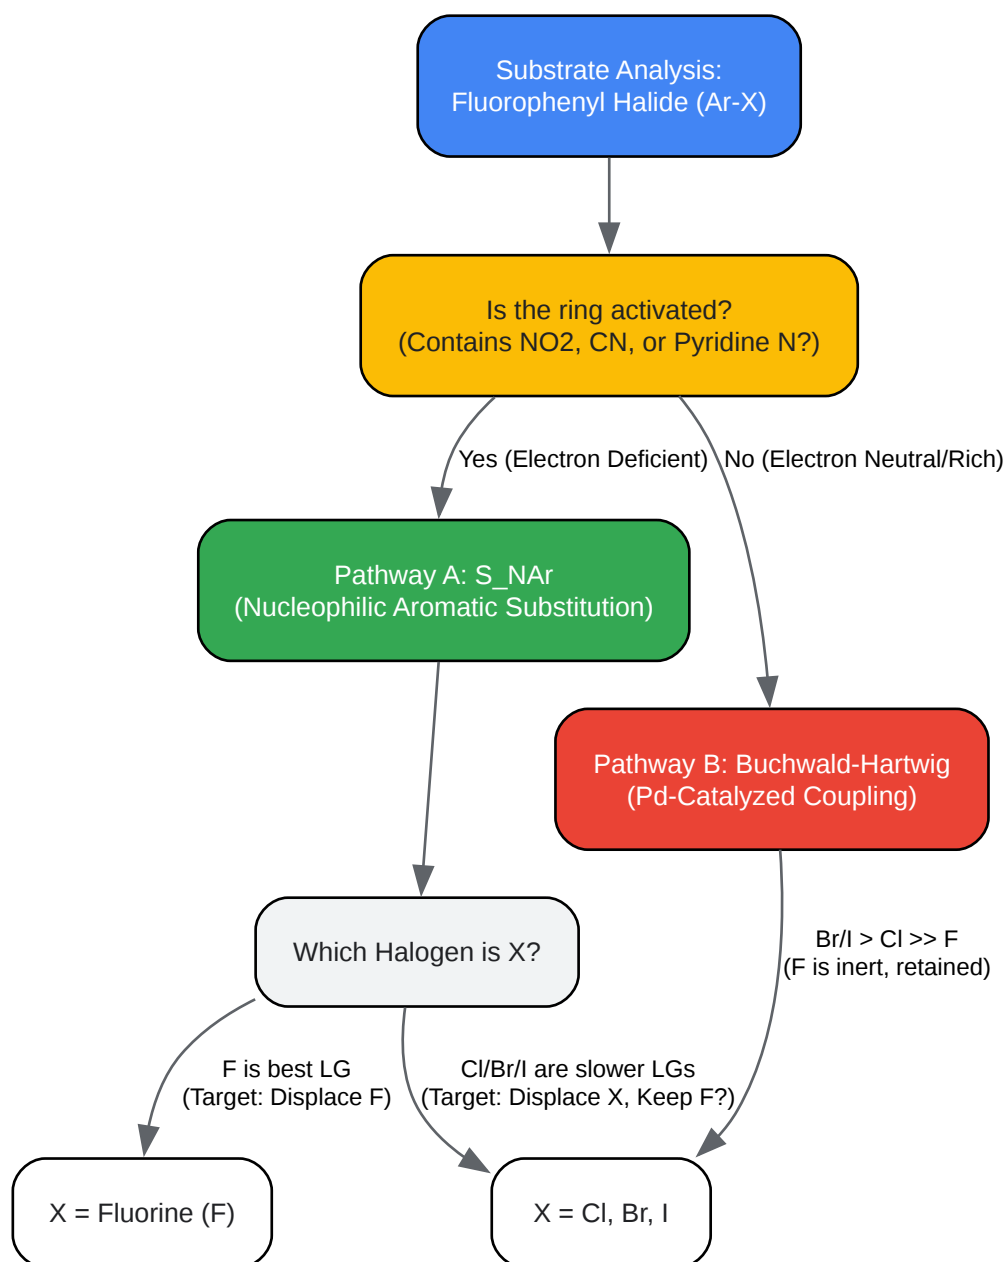 Substrate Analysis:
Fluorophenyl Halide (Ar-X)
Is the ring activated?
(Contains NO2, CN, or Pyridine N?)
Yes (Electron Deficient)
No (Electron Neutral/Rich)
Pathway A: S_NAr
(Nucleophilic Aromatic Substitution)
Pathway B: Buchwald-Hartwig
(Pd-Catalyzed Coupling)
Which Halogen is X?
Br/I > Cl >> F
(F is inert, retained)
F is best LG
(Target: Displace F)
Cl/Br/I are slower LGs
(Target: Displace X, Keep F?)
X = Fluorine (F)
X = Cl, Br, I